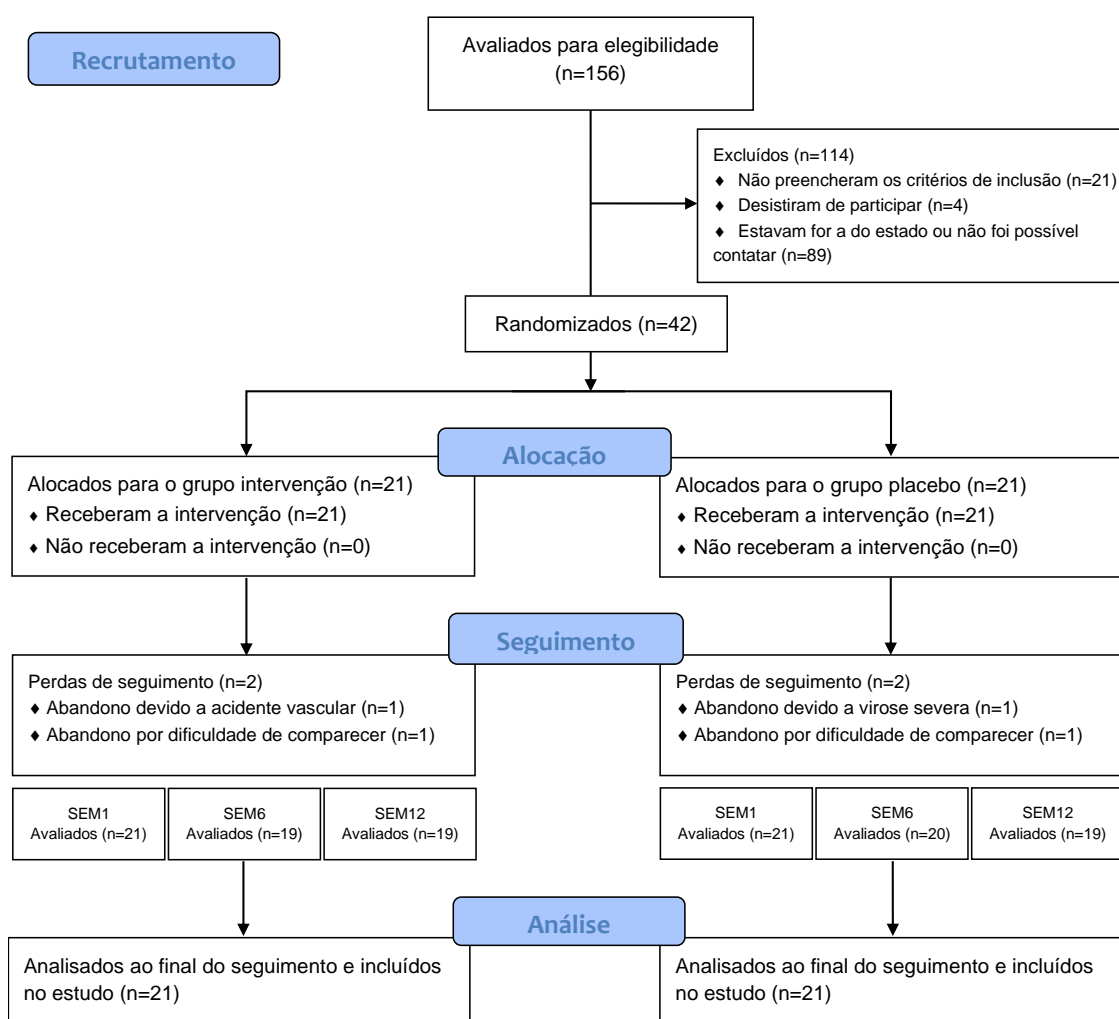 Recrutamento
Avaliados para elegibilidade
(n=156)
Excluídos (n=114)
♦ Não preencheram os critérios de inclusão (n=21)
♦ Desistiram de participar (n=4)
♦ Estavam for a do estado ou não foi possível
contatar (n=89)
Randomizados (n=42)
Alocação
Alocados para o grupo intervenção (n=21)
♦ Receberam a intervenção (n=21)
♦ Não receberam a intervenção (n=0)
Alocados para o grupo placebo (n=21)
♦ Receberam a intervenção (n=21)
♦ Não receberam a intervenção (n=0)
Seguimento
Perdas de seguimento (n=2)
♦ Abandono devido a acidente vascular (n=1)
♦ Abandono por dificuldade de comparecer (n=1)
Perdas de seguimento (n=2)
♦ Abandono devido a virose severa (n=1)
♦ Abandono por dificuldade de comparecer (n=1)
SEM1
Avaliados (n=21)
SEM6
Avaliados (n=19)
SEM12
Avaliados (n=19)
SEM1
Avaliados (n=21)
SEM6
Avaliados (n=20)
SEM12
Avaliados (n=19)
Análise
Analisados ao final do seguimento e incluídos
no estudo (n=21)
Analisados ao final do seguimento e incluídos
no estudo (n=21)